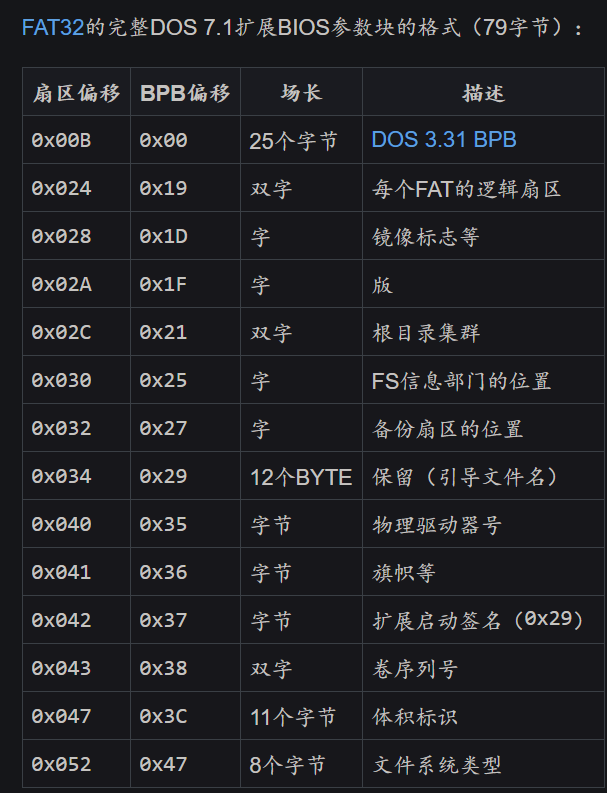 FAT32的完整DOS 7.1扩展BIOS参数块的格式（79字节）：
扇区偏移 BPB偏移 场长 描述
0x00B 0x00 25个字节 DOS 3.31 BPB
0x024 0x19 双字 每个FAT的逻辑扇区
0x028 0x1D 字 镜像标志等
0x02A 0x1F 字 版
0x02C 0x21 双字 根目录集群
0x030 0x25 字 FS信息部门的位置
0x032 0x27 字 备份扇区的位置
0x034 0x29 12个BYTE 保留（引导文件名）
0x040 0x35 字节 物理驱动器号
0x041 0x36 字节 旗帜等
0x042 0x37 字节 扩展启动签名（0x29）
0x043 0x38 双字 卷序列号
0x047 0x3C 11个字节 体积标识
0x052 0x47 8个字节 文件系统类型